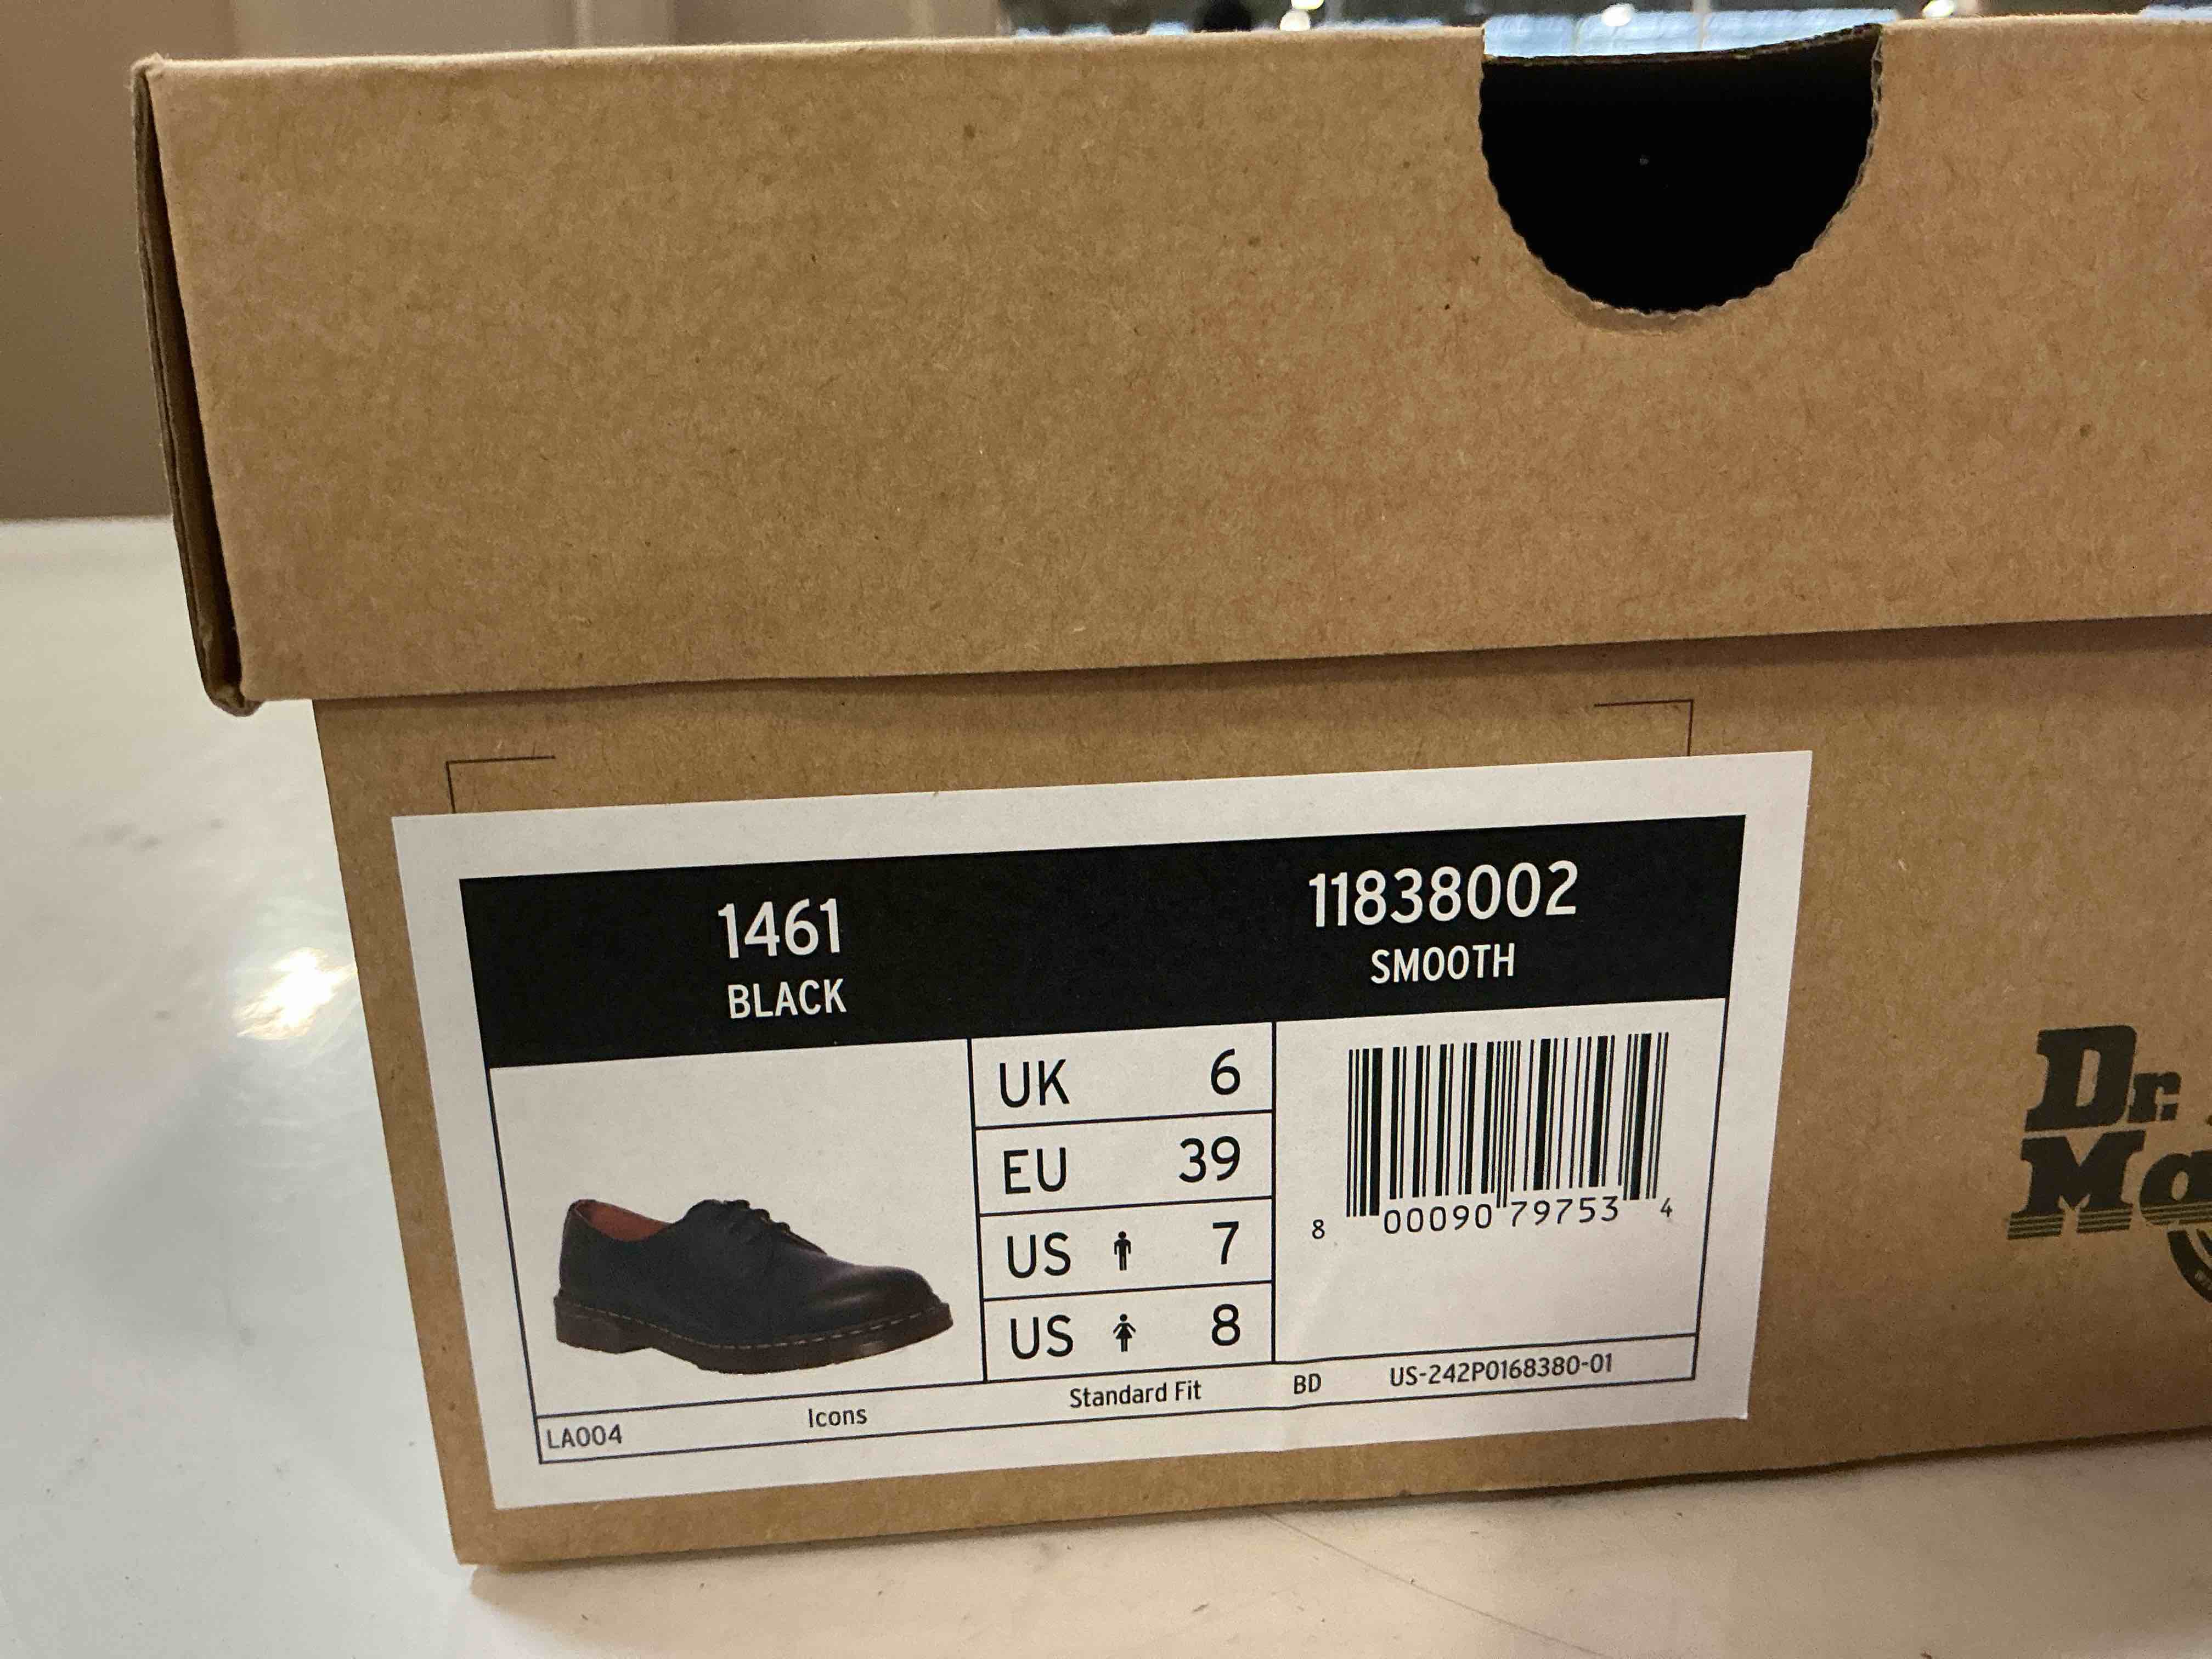 1461
BLACK
11838002
SMOOTH
UK 6
EU 39
US 7
US 8
8 00090 79753 4
LA004 Icons Standard Fit BD US-242P0168380-01
Dr.
Ma